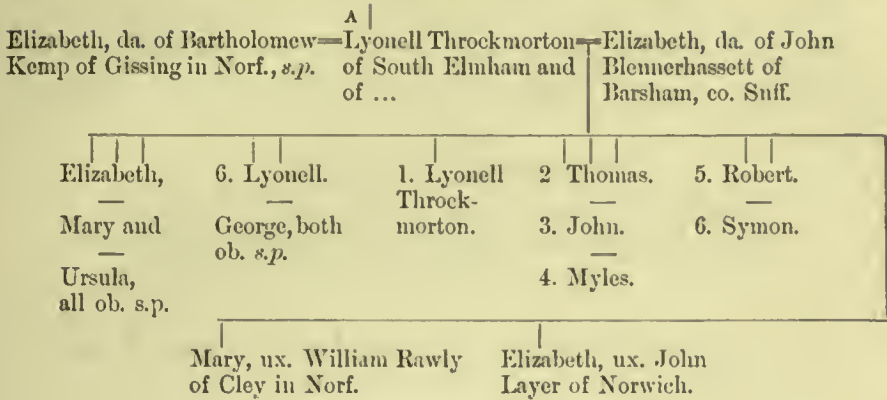 A
Elizabeth, da. of Bartholomew
Kemp of Gissing in Norf., s.p.
Lyonell Throckmorton
of South Elmham and
of ...
Elizabeth, da. of John
Blennerhassett of
Barsham, co. Suff.
Elizabeth,
Mary and
Ursula,
all ob. s.p.
6. Lyonell.
George, both
ob. s.p.
1. Lyonell
Throck-
morton.
2 Thomas.
3. John.
4. Myles.
5. Robert.
6. Symon.
Mary, ux. William Rawly
of Cley in Norf.
Elizabeth, ux. John
Layer of Norwich.